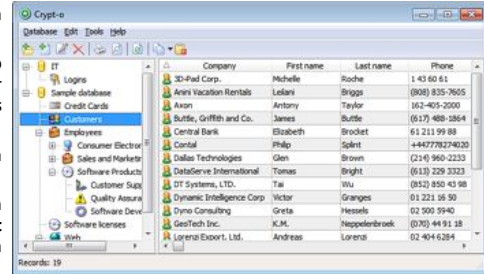 Crypt-o
Database Edit Tools Help
IT
Logins
Sample database
Credit Cards
Customers
Employees
Consumer Electror
Sales and Marketir
Software Products
Customer Supp
Quality Assura
Software Deve
Software licenses
Web
Company First name Last name Phone
3D-Pad Corp. Michelle Roche 1 43 60 61
Anini Vacation Rentals Leilani Briggs (808) 835-7605
Axon Antony Taylor 162-405-2000
Buttle, Griffith and Co. James Buttle (617) 488-1864
Central Bank Elizabeth Brocket 61 211 99 88
Contal Philip Splint +447778274020
Dallas Technologies Glen Brown (214) 960-2233
DataServe International Tomas Bright (613) 229 3323
DT Systems, LTD. Tai Wu (852) 850 43 98
Dynamic Intelligence Corp Victor Granges 01 221 16 50
Dyno Consulting Greta Hessels 02 500 5940
GeoTech Inc. K.M. Neppelenbroek (070) 44 91 18
Lorenzi Export, Ltd. Andreas Lorenzi 02 404 6284
Records: 19